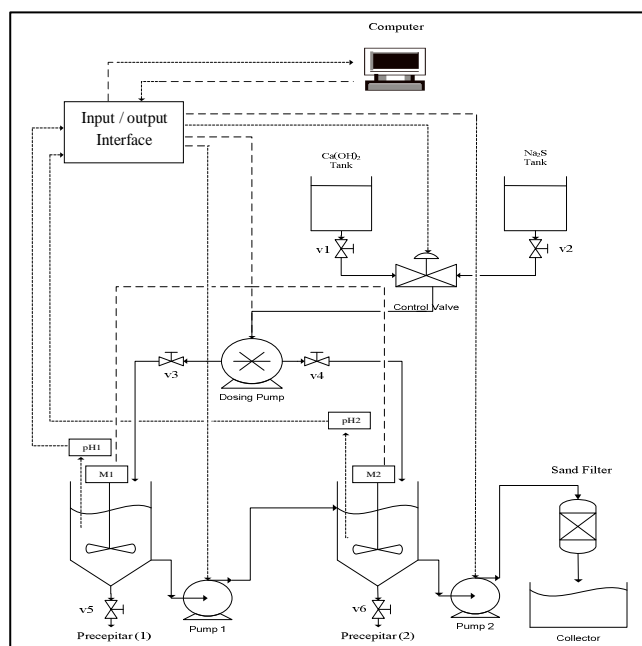 Computer
Input / output
Interface
Ca(OH)₂
Tank
Na₂S
Tank
v1
v2
Control Valve
v3
v4
Dosing Pump
pH1
pH2
M1
M2
Sand Filter
v5
v6
Pump 1
Pump 2
Precepitar (1)
Precepitar (2)
Collector